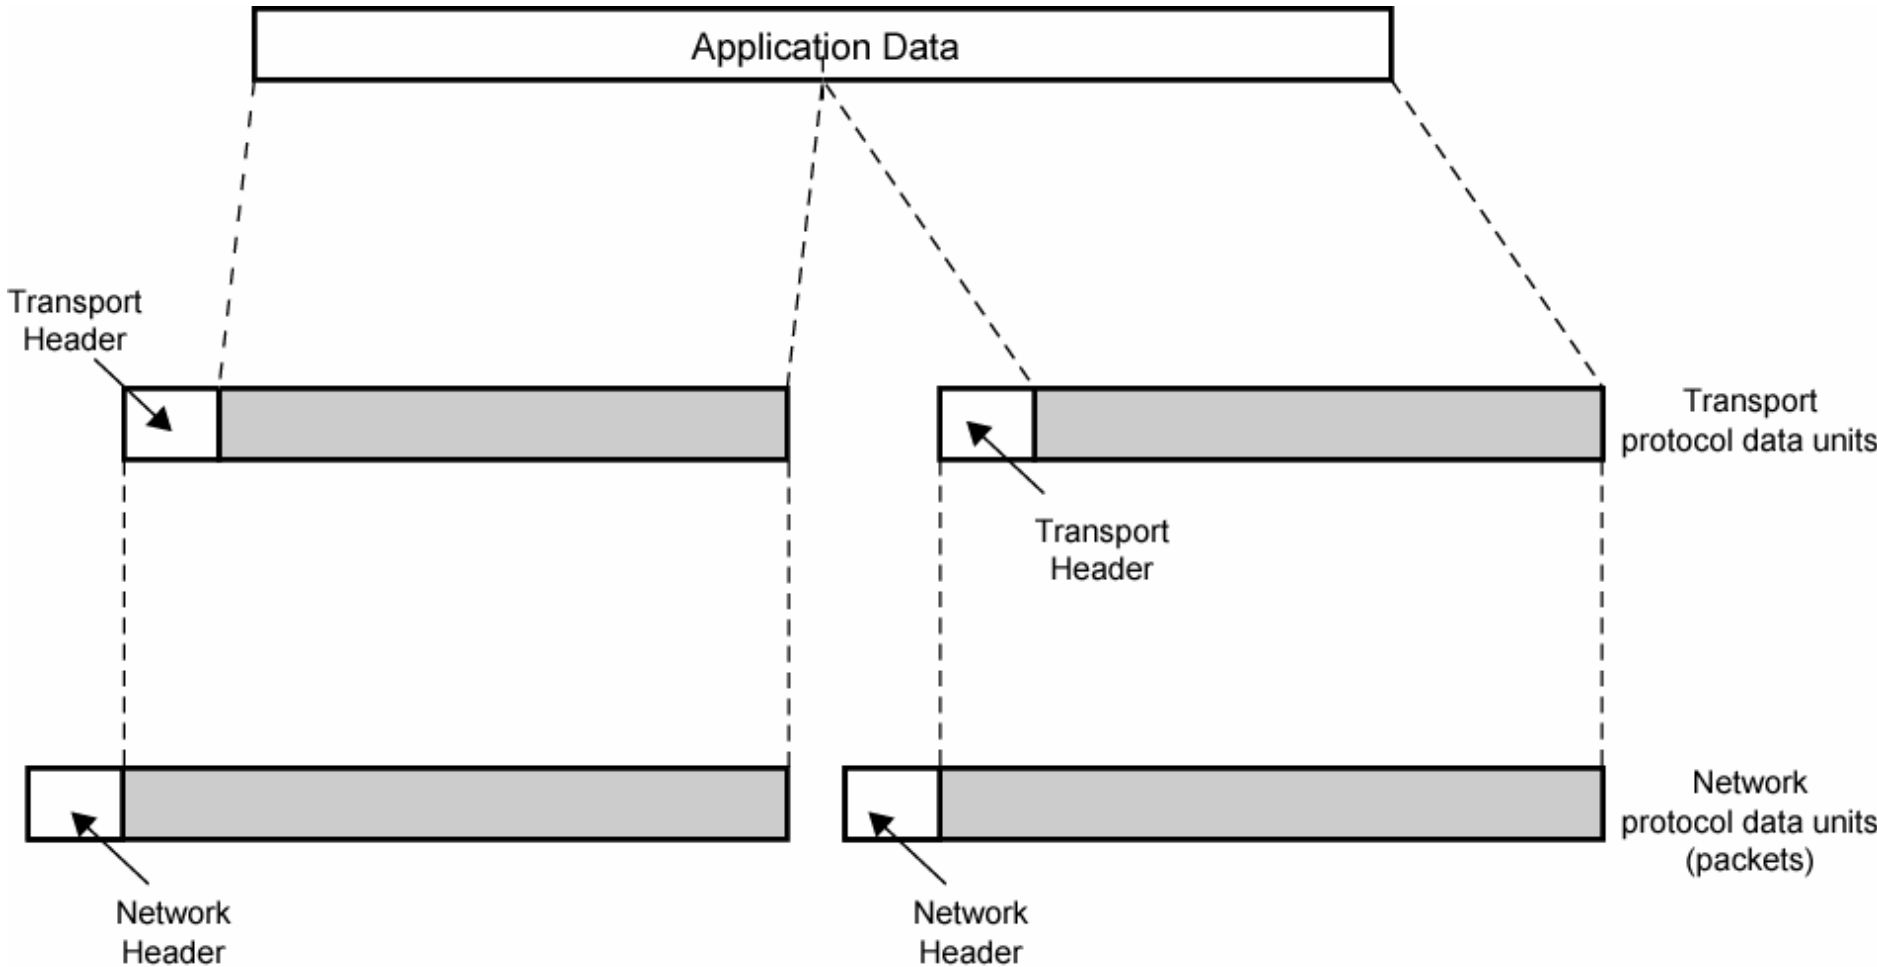 Application Data
Transport
Header
Transport
protocol data units
Transport
Header
Network
protocol data units
(packets)
Network
Header
Network
Header